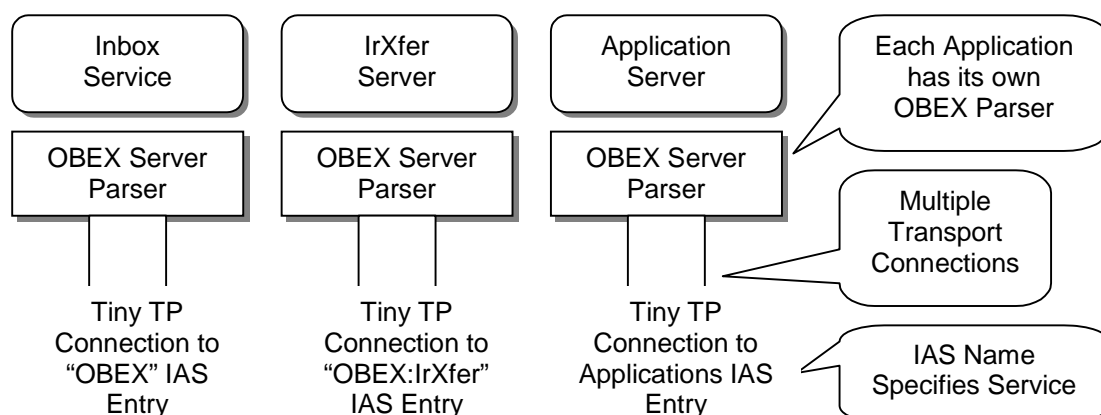 Inbox
Service
IrXfer
Server
Application
Server
Each Application
has its own
OBEX Parser
OBEX Server
Parser
OBEX Server
Parser
OBEX Server
Parser
Multiple
Transport
Connections
Tiny TP
Connection to
“OBEX” IAS
Entry
Tiny TP
Connection to
“OBEX:IrXfer”
IAS Entry
Tiny TP
Connection to
Applications IAS
Entry
IAS Name
Specifies Service